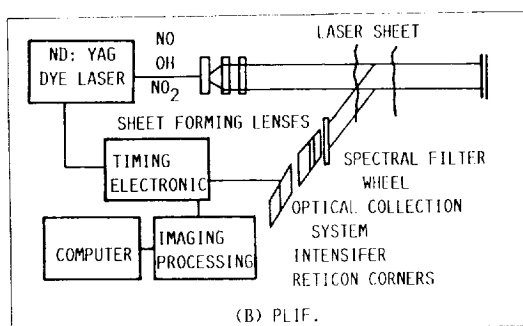 ND: YAG
DYE LASER
NO
OH
NO2
LASER SHEET
SHEET FORMING LENSES
TIMING
ELECTRONIC
SPECTRAL FILTER
WHEEL
OPTICAL COLLECTION
SYSTEM
INTENSIFER
RETICON CORNERS
COMPUTER
IMAGING
PROCESSING
(B) PLIF.